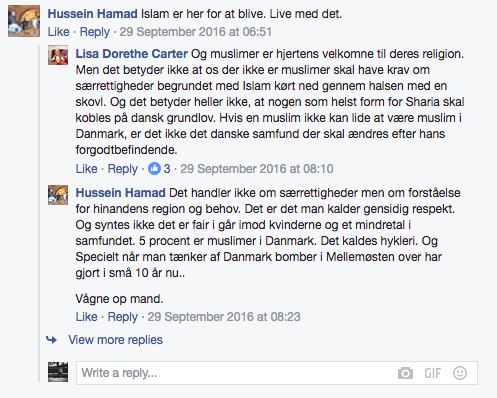 Hussein Hamad Islam er her for at blive. Live med det.
Like · Reply · 29 September 2016 at 06:51
Lisa Dorethe Carter Og muslimer er hjertens velkomne til deres religion.
Men det betyder ikke at os der ikke er muslimer skal have krav om
særrettigheder begrundet med Islam kørt ned gennem halsen med en
skovl. Og det betyder heller ikke, at nogen som helst form for Sharia skal
kobles på dansk grundlov. Hvis en muslim ikke kan lide at være muslim i
Danmark, er det ikke det danske samfund der skal ændres efter hans
forgodtbefindende.
Like · Reply · 3 · 29 September 2016 at 08:10
Hussein Hamad Det handler ikke om særrettigheder men om forståelse
for hinandens region og behov. Det er det man kalder gensidig respekt.
Og syntes ikke det er fair i går imod kvinderne og et mindretal i
samfundet. 5 procent er muslimer i Danmark. Det kaldes hykleri. Og
Specielt når man tænker af Danmark bomber i Mellemøsten over har
gjort i små 10 år nu..
Vågne op mand.
Like · Reply · 29 September 2016 at 08:23
View more replies
Write a reply...
GIF